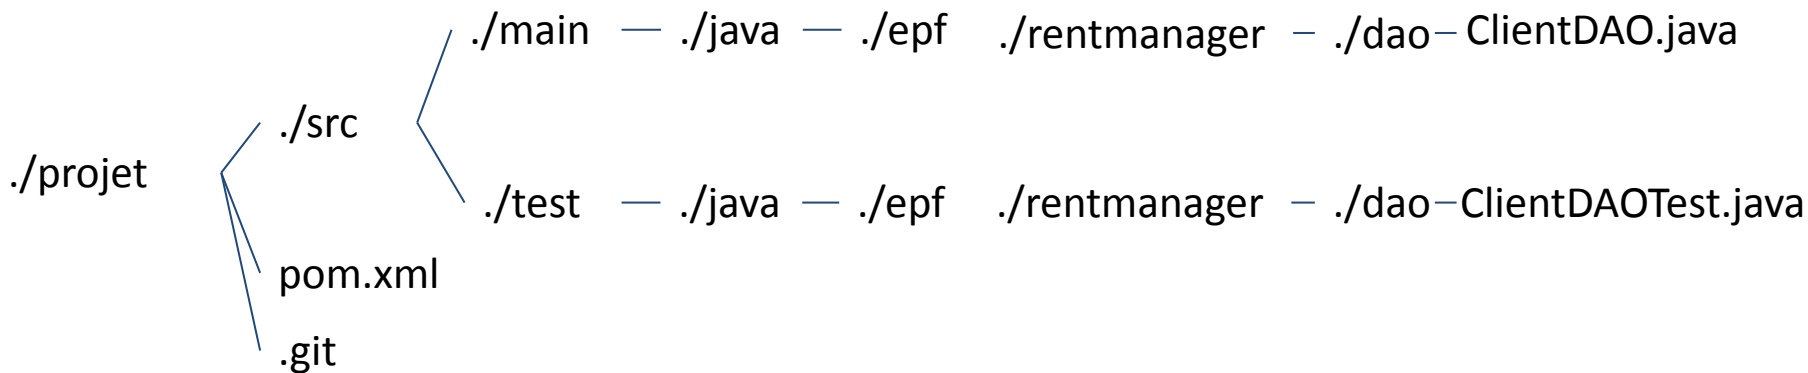 ./main ./java ./epf ./rentmanager ./dao ClientDAO.java
./src
./projet
./test ./java ./epf ./rentmanager ./dao ClientDAOTest.java
pom.xml
.git